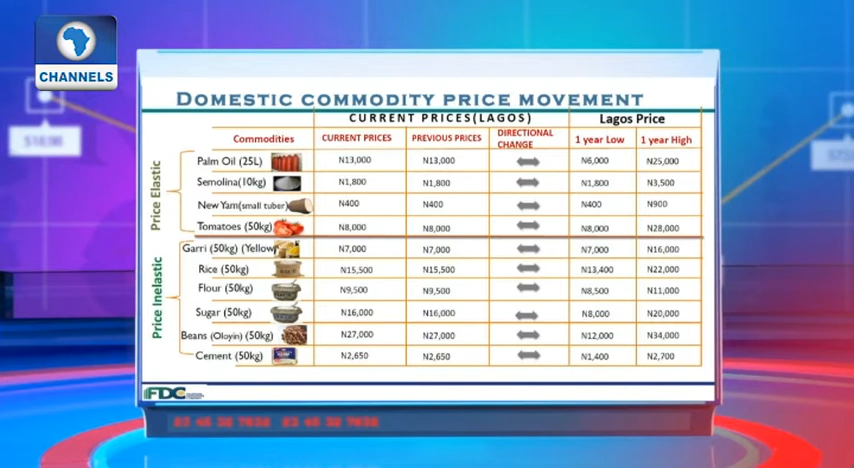 CHANNELS
DOMESTIC COMMODITY PRICE MOVEMENT
CURRENT PRICES(LAGOS) Lagos Price
Commodities CURRENT PRICES PREVIOUS PRICES DIRECTIONAL CHANGE 1 year Low 1 year High
Price Elastic
Palm Oil (25L) N13,000 N13,000 N6,000 N25,000
Semolina(10kg) N1,800 N1,800 N1,800 N3,500
New Yam(small tuber) N400 N400 N400 N900
Tomatoes (50kg) N8,000 N8,000 N8,000 N28,000
Price Inelastic
Garri (50kg) (Yellow N7,000 N7,000 N7,000 N16,000
Rice (50kg) N15,500 N15,500 N13,400 N22,000
Flour (50kg) N9,500 N9,500 N8,500 N11,000
Sugar (50kg) N16,000 N16,000 N8,000 N20,000
Beans (Oloyin) (50kg) N27,000 N27,000 N12,000 N34,000
Cement (50kg) N2,650 N2,650 N1,400 N2,700
FDC